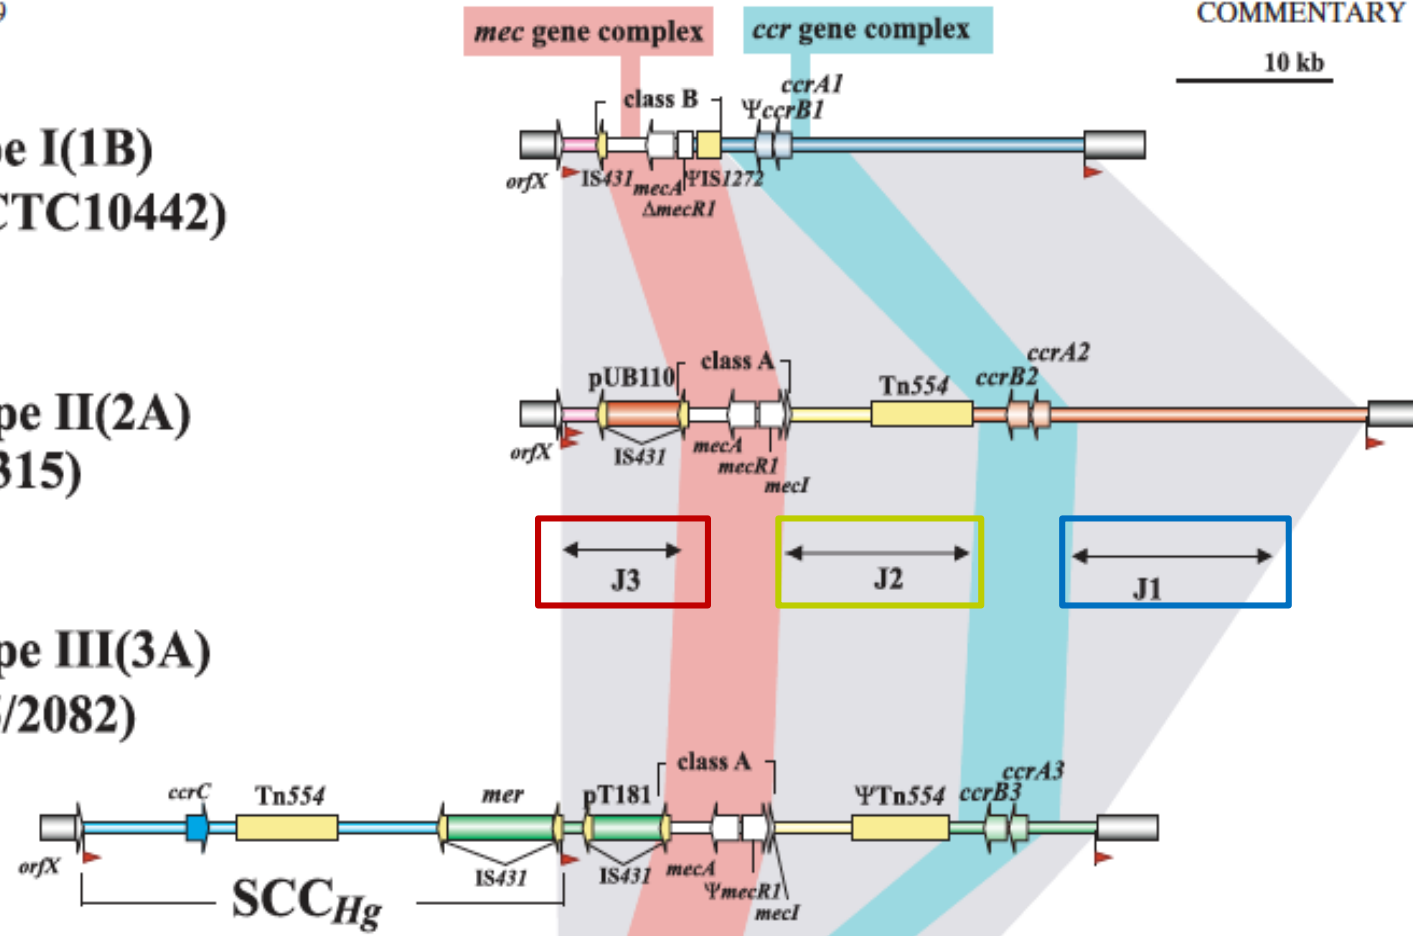 9
COMMENTARY
mec gene complex
ccr gene complex
10 kb
ccrA1
class B
ΨccrB1
pe I(1B)
orfX
IS431
mecA
ΨIS1272
CTC10442)
ΔmecR1
ccrA2
class A
pUB110
ccrB2
Tn554
pe II(2A)
orfX
IS431
mecA
mecR1
315)
mecI
J3
J2
J1
pe III(3A)
/2082)
class A
ccrA3
ccrC
Tn554
mer
pT181
ΨTn554
ccrB3
orfX
IS431
IS431
mecA
ΨmecR1
SCCHg
mecI